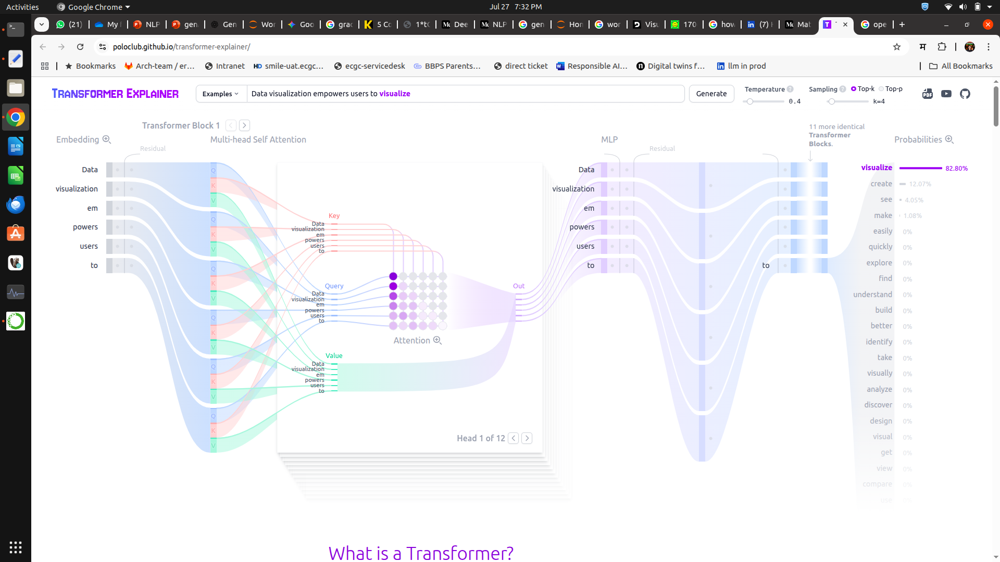 Activities
Google Chrome
Jul 27 7:32 PM
(21)
My
NLP
gen
Gen
Wor
Goo
grac
5 Co
1*tC
Dee
NLP
gen
Hon
wor
Visu
170
how
(7)
Mat
ope
poloclub.github.io/transformer-explainer/
Bookmarks
Arch-team / er...
Intranet
HD smile-uat.ecgc...
ecgc-servicedesk
BBPS Parents...
direct ticket
Responsible AI...
Digital twins f...
llm in prod
All Bookmarks
TRANSFORMER EXPLAINER
Examples
Data visualization empowers users to visualize
Generate
Temperature ?
0.4
Sampling ? Top-k Top-p
k=4
PDF
Transformer Block 1
Embedding
Multi-head Self Attention
MLP
11 more identical
Transformer
Blocks.
Probabilities
Residual
Residual
Data
visualization
em
powers
users
to
Q
K
V
Q
K
V
Q
K
V
Q
K
V
Q
K
V
Q
K
V
Key
Data
visualization
em
powers
users
to
Query
Data
visualization
em
powers
users
to
Attention
Value
Data
visualization
em
powers
users
to
Out
Head 1 of 12
Data
visualization
em
powers
users
to
to
visualize 82.80%
create 12.07%
see 4.05%
make 1.08%
easily 0%
quickly 0%
explore 0%
find 0%
understand 0%
build 0%
better 0%
identify 0%
take 0%
visually 0%
analyze 0%
discover 0%
design 0%
visual 0%
get 0%
view 0%
compare 0%
use 0%
What is a Transformer?